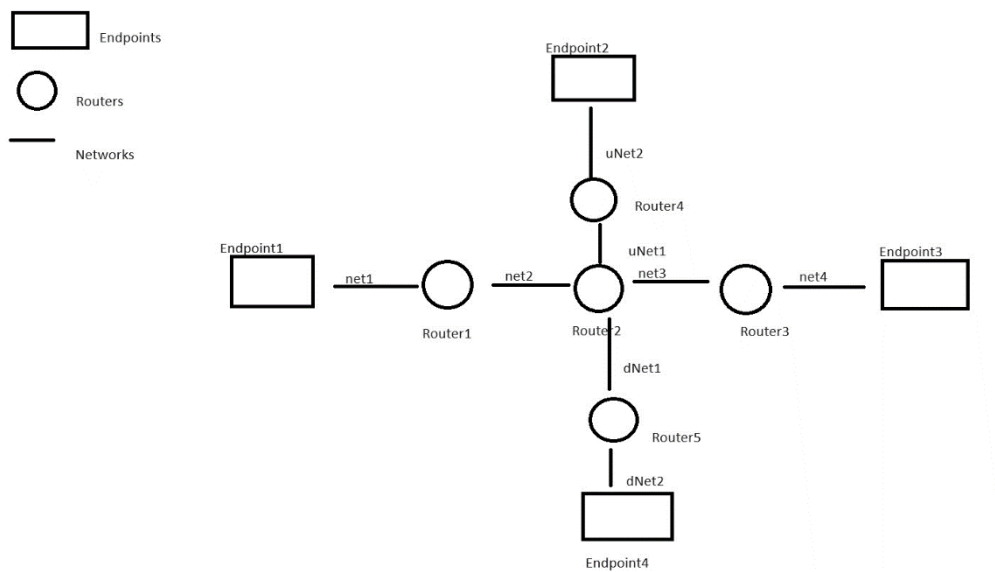 Endpoints
Routers
Networks
Endpoint2
uNet2
Router4
uNet1
Endpoint1
net1
Router1
net2
Router2
net3
Router3
net4
Endpoint3
dNet1
Router5
dNet2
Endpoint4